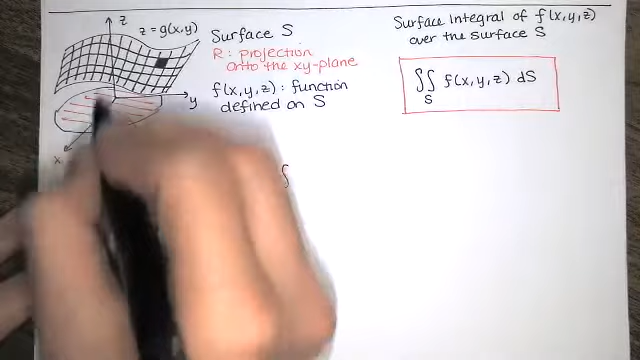 z
z = g(x,y)
y
x
Surface S
R : projection
onto the xy-plane
f(x,y,z) : function
defined on S
∫
Surface Integral of f(x,y,z)
over the surface S
∬ f(x,y,z) dS
S